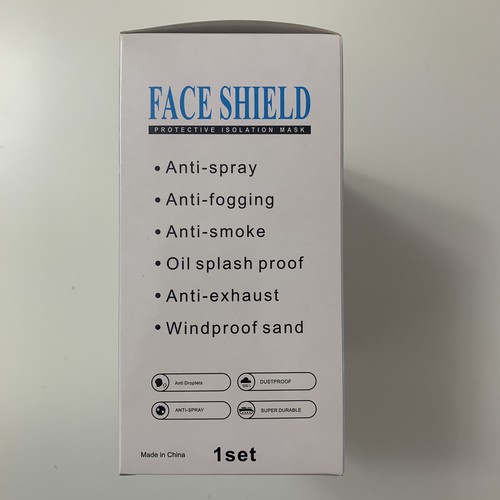 FACE SHIELD
PROTECTIVE ISOLATION MASK
• Anti-spray
• Anti-fogging
• Anti-smoke
• Oil splash proof
• Anti-exhaust
• Windproof sand
Anti Droplets
DUSTPROOF
ANTI-SPRAY
SUPER DURABLE
Made in China
1set